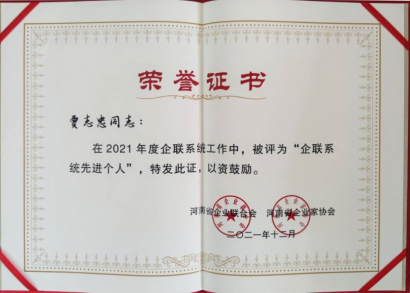 荣誉证书
贾志忠同志：
在2021年度企联系统工作中，被评为“企联系
统先进个人”，特发此证，以资鼓励。
河南省企业联合会 河南省企业家协会
二〇二一年十二月